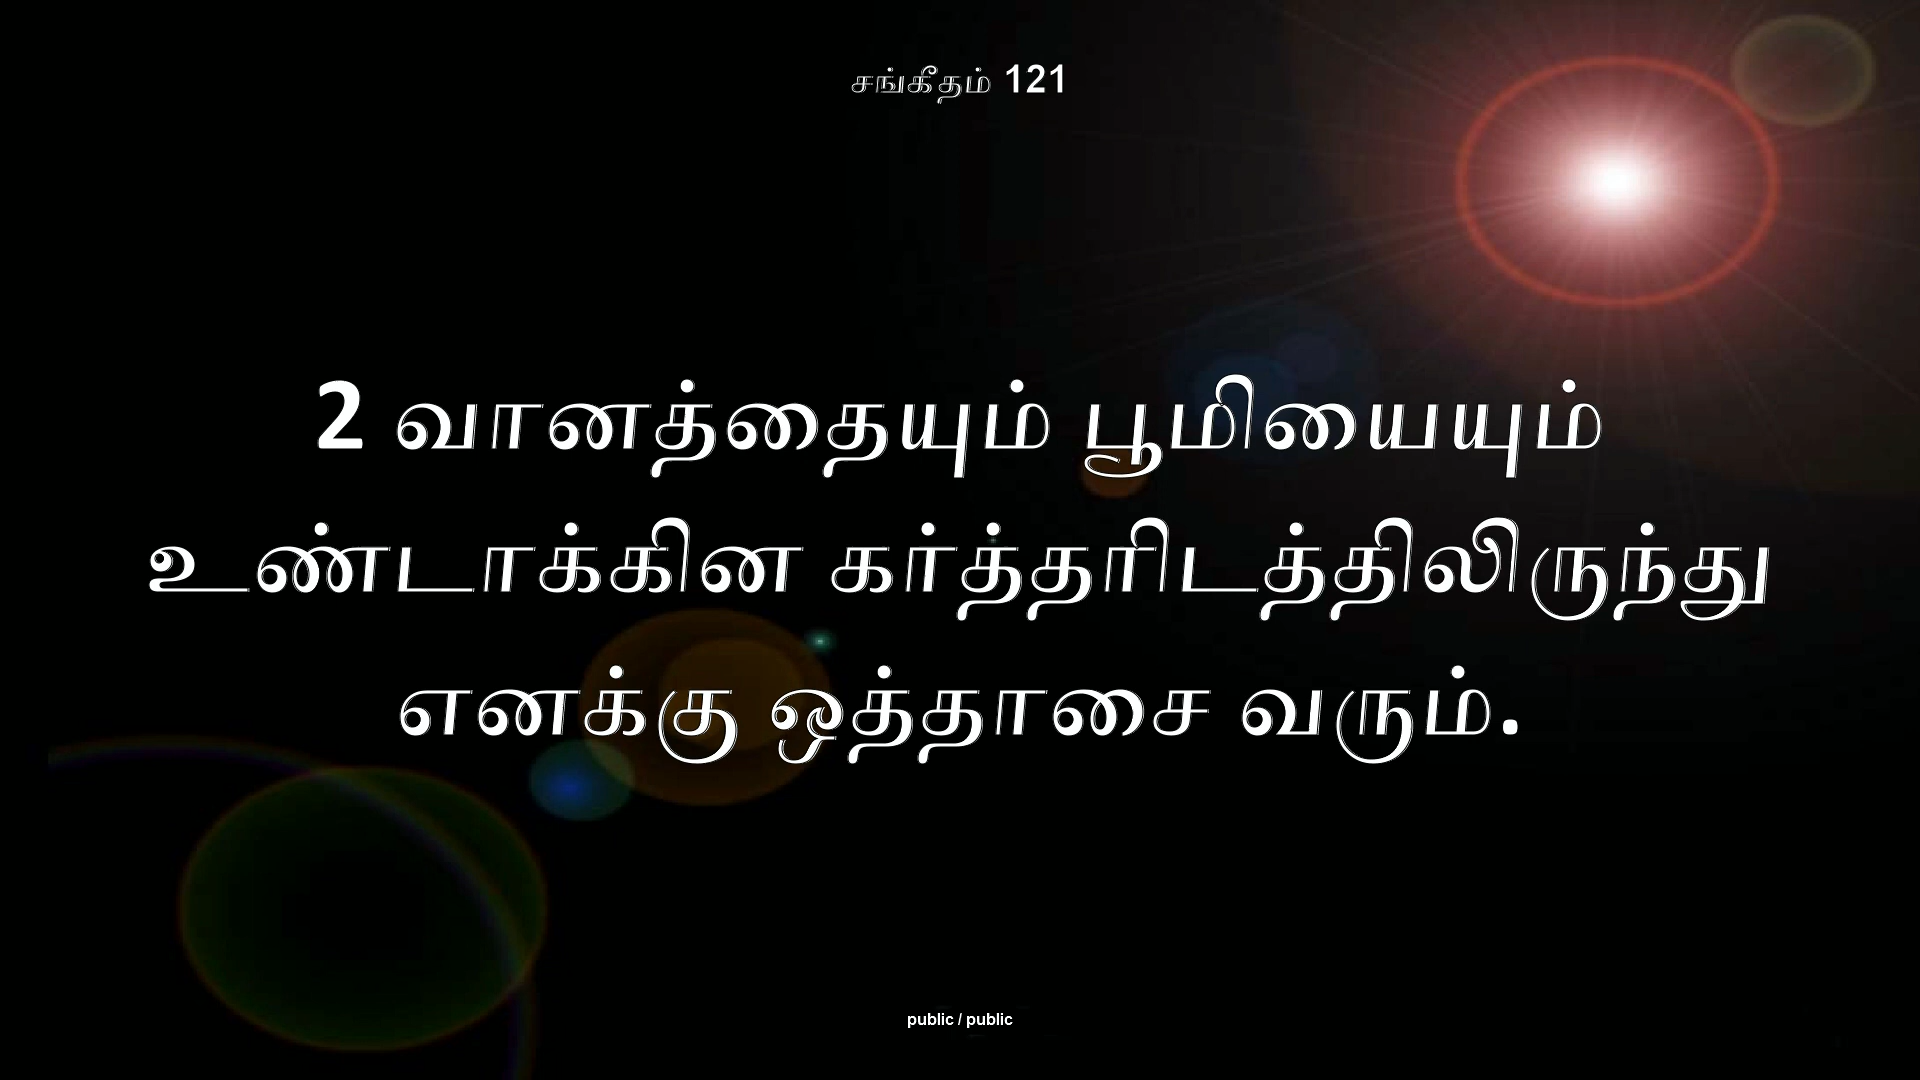 சங்கீதம் 121
2 வானத்தையும் பூமியையும்
உண்டாக்கின கர்த்தரிடத்திலிருந்து
எனக்கு ஒத்தாசை வரும்.
public / public